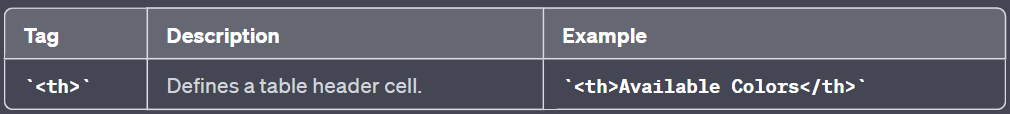 Tag Description Example
`<th>` Defines a table header cell. `<th>Available Colors</th>`